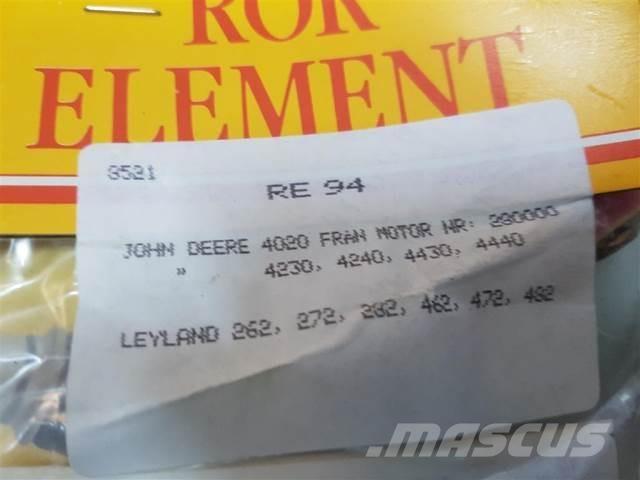 ROR
ELEMENT
3521
RE 94
JOHN DEERE 4020 FRAN MOTOR NR: 230000
" 4230, 4240, 4430, 4440
LEYLAND 262, 272, 282, 462, 472, 482
MASCUS